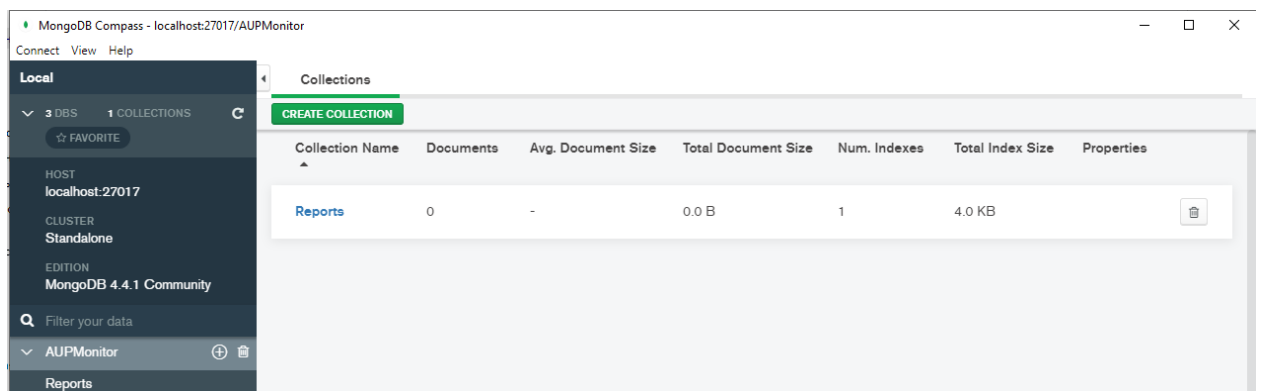 MongoDB Compass - localhost:27017/AUPMonitor
Connect View Help
Local
3 DBS 1 COLLECTIONS
FAVORITE
HOST
localhost:27017
CLUSTER
Standalone
EDITION
MongoDB 4.4.1 Community
Filter your data
AUPMonitor
Reports
Collections
CREATE COLLECTION
Collection Name Documents Avg. Document Size Total Document Size Num. Indexes Total Index Size Properties
Reports 0 - 0.0 B 1 4.0 KB